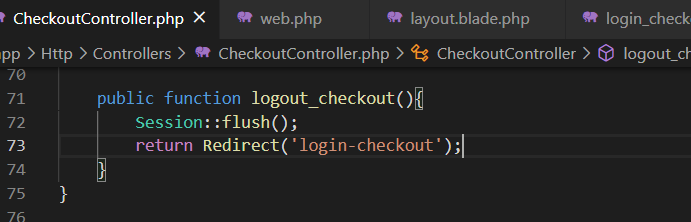 CheckoutController.php × web.php layout.blade.php login_check
app > Http > Controllers > CheckoutController.php > CheckoutController > logout_ch
70
71 public function logout_checkout(){
72 Session::flush();
73 return Redirect('login-checkout');
74 }
75 }
76